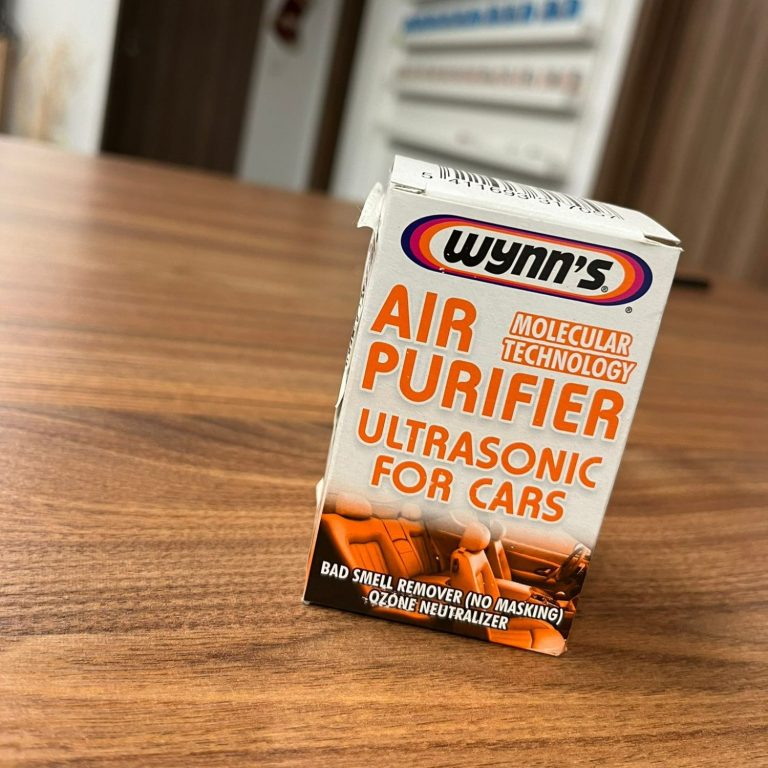 WYNN'S
AIR
PURIFIER
MOLECULAR
TECHNOLOGY
ULTRASONIC
FOR CARS
BAD SMELL REMOVER (NO MASKING)
OZONE NEUTRALIZER